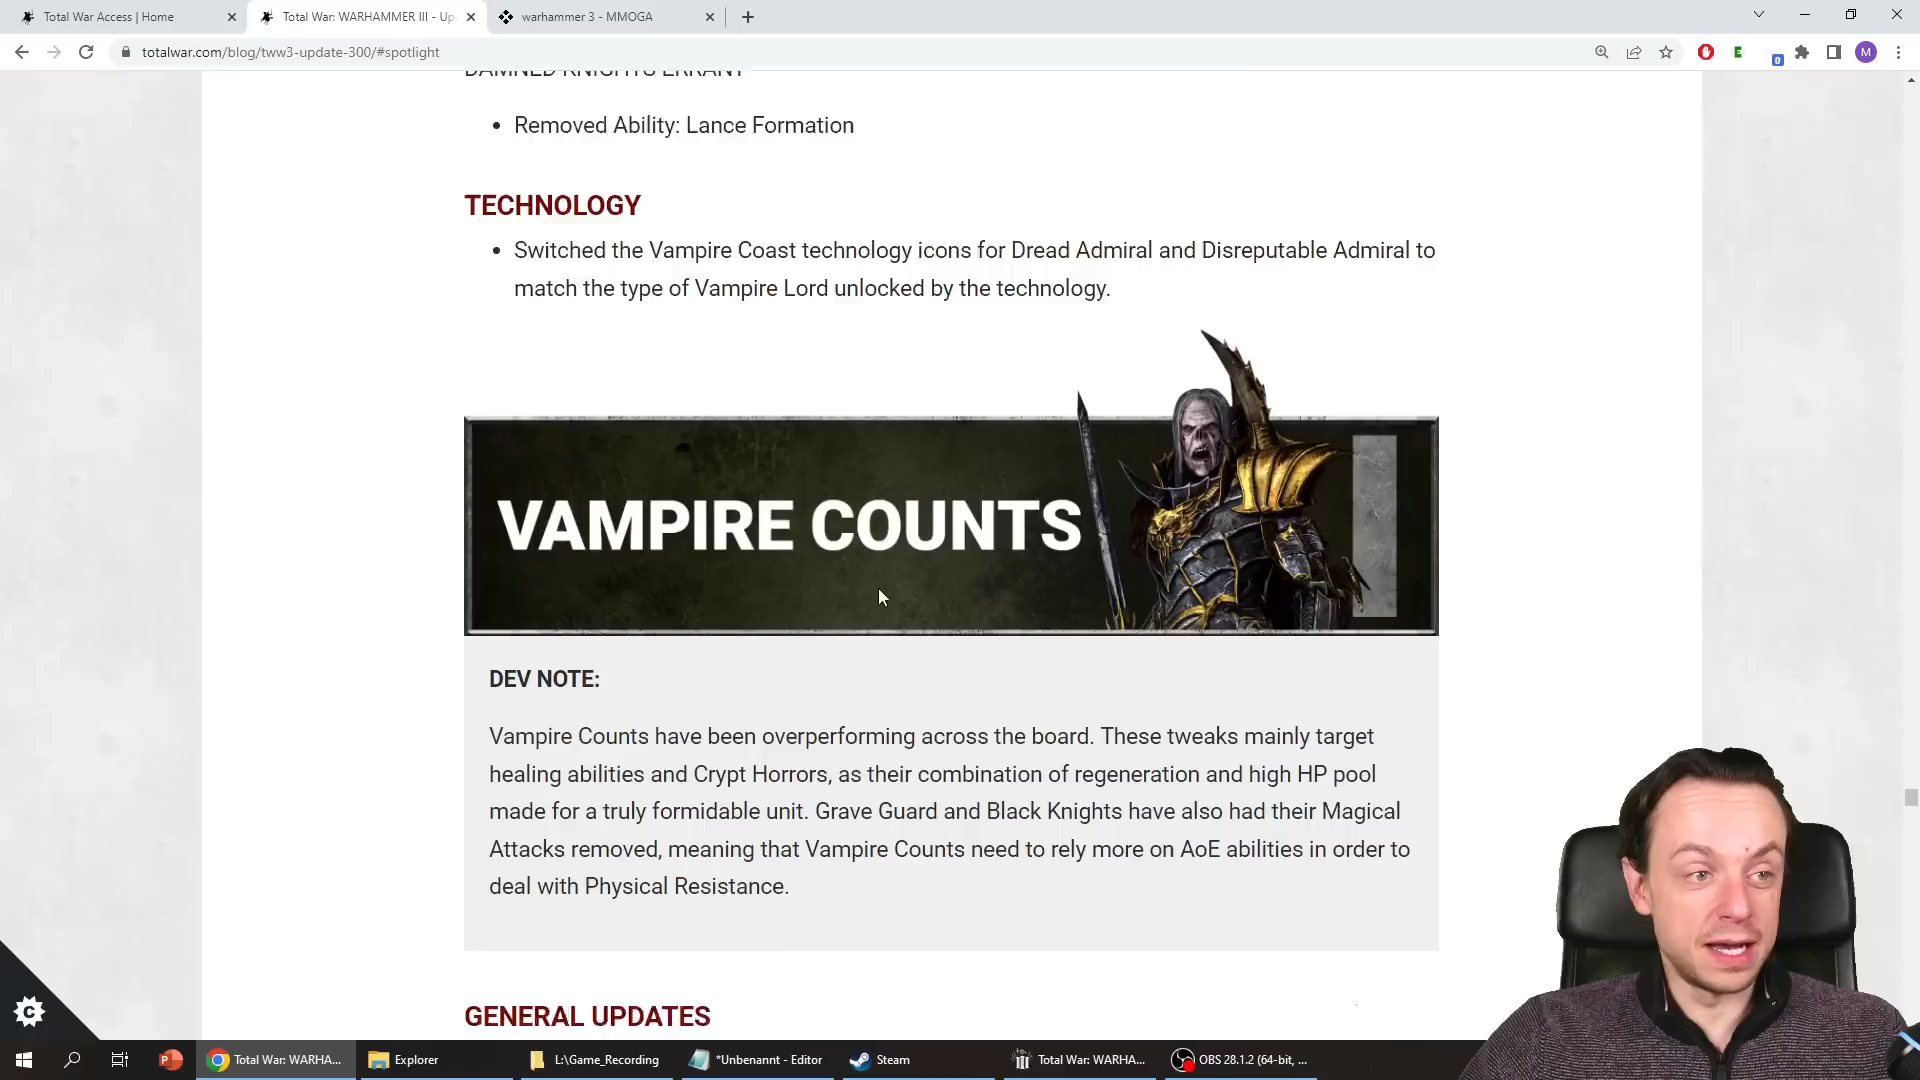 Total War Access | Home
Total War: WARHAMMER III - Up
warhammer 3 - MMOGA
totalwar.com/blog/tww3-update-300/#spotlight
M
0
DAMNED KNIGHTS ERRANT
Removed Ability: Lance Formation
TECHNOLOGY
Switched the Vampire Coast technology icons for Dread Admiral and Disreputable Admiral to
match the type of Vampire Lord unlocked by the technology.
VAMPIRE COUNTS
DEV NOTE:
Vampire Counts have been overperforming across the board. These tweaks mainly target
healing abilities and Crypt Horrors, as their combination of regeneration and high HP pool
made for a truly formidable unit. Grave Guard and Black Knights have also had their Magical
Attacks removed, meaning that Vampire Counts need to rely more on AoE abilities in order to
deal with Physical Resistance.
GENERAL UPDATES
Total War: WARHA...
Explorer
L:\Game_Recording
*Unbenannt - Editor
Steam
Total War: WARHA...
OBS 28.1.2 (64-bit, ...